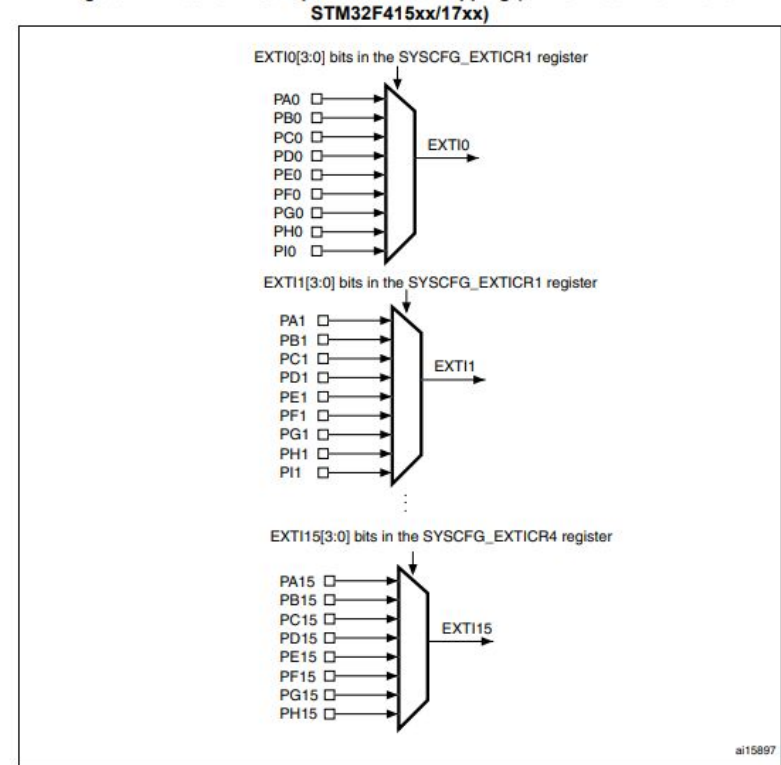 STM32F415xx/17xx)
EXTI0[3:0] bits in the SYSCFG_EXTICR1 register
PA0
PB0
PC0
PD0
PE0
PF0
PG0
PH0
PI0
EXTI0
EXTI1[3:0] bits in the SYSCFG_EXTICR1 register
PA1
PB1
PC1
PD1
PE1
PF1
PG1
PH1
PI1
EXTI1
EXTI15[3:0] bits in the SYSCFG_EXTICR4 register
PA15
PB15
PC15
PD15
PE15
PF15
PG15
PH15
EXTI15
ai15897